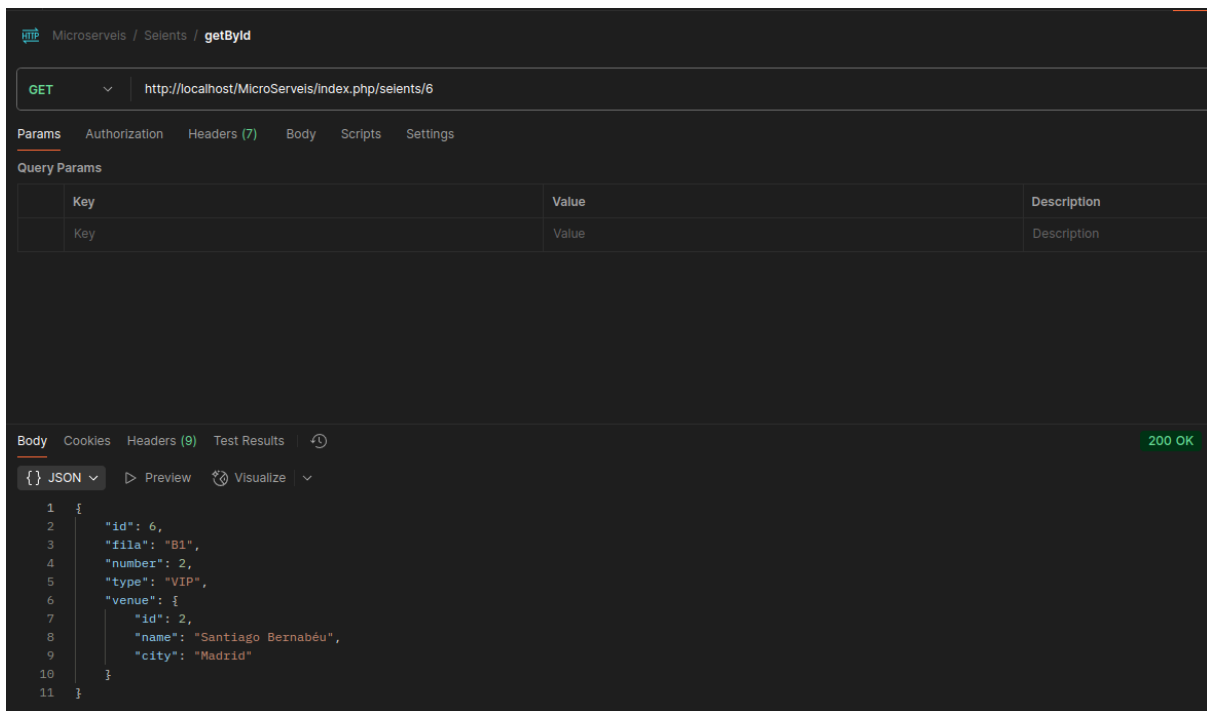 HTTP Microserveis / Seients / getById
GET http://localhost/MicroServeis/index.php/seients/6
Params Authorization Headers (7) Body Scripts Settings
Query Params
Key Value Description
Key Value Description
Body Cookies Headers (9) Test Results 200 OK
{} JSON Preview Visualize
1 {
2 "id": 6,
3 "fila": "B1",
4 "number": 2,
5 "type": "VIP",
6 "venue": {
7 "id": 2,
8 "name": "Santiago Bernabéu",
9 "city": "Madrid"
10 }
11 }